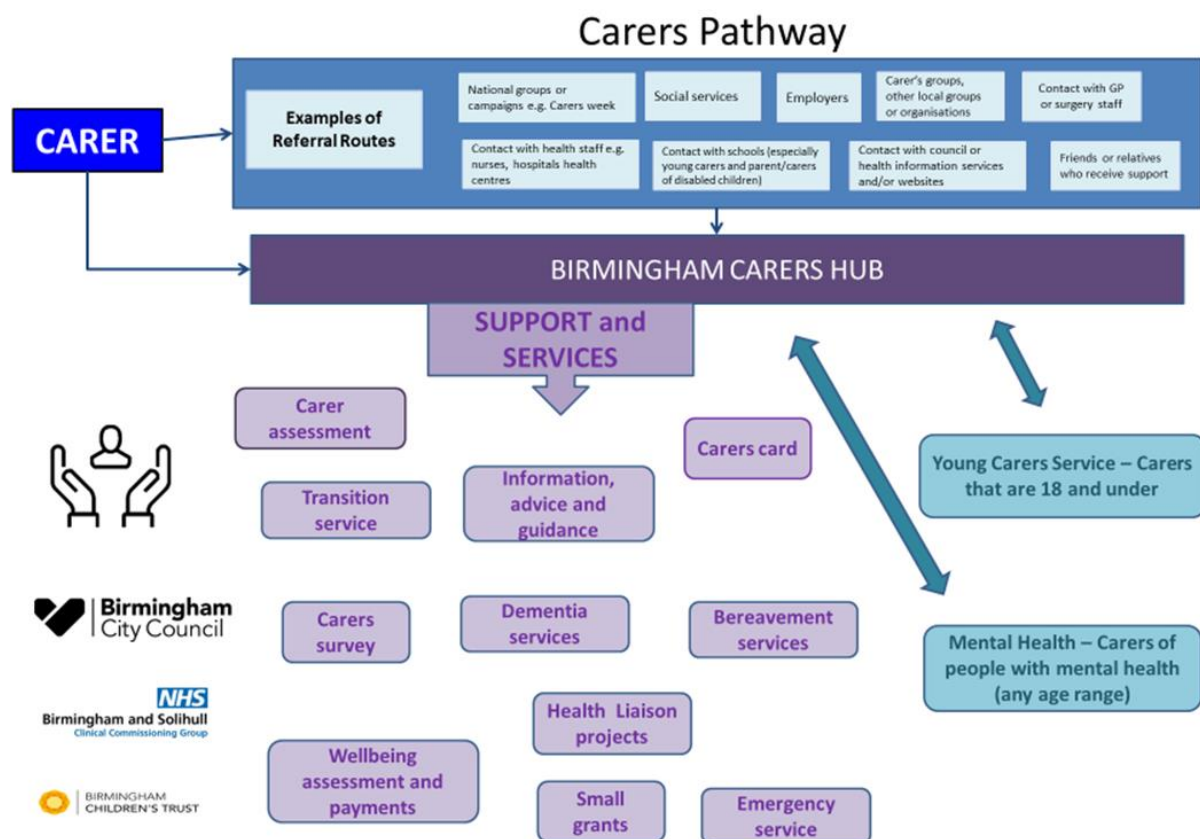 Carers Pathway
CARER
Examples of
Referral Routes
National groups or
campaigns e.g. Carers week
Social services
Employers
Carer's groups,
other local groups
or organisations
Contact with GP
or surgery staff
Contact with health staff e.g.
nurses, hospitals health
centres
Contact with schools (especially
young carers and parent/carers
of disabled children)
Contact with council or
health information services
and/or websites
Friends or relatives
who receive support
BIRMINGHAM CARERS HUB
SUPPORT and
SERVICES
Carer
assessment
Carers card
Transition
service
Information,
advice and
guidance
Young Carers Service – Carers
that are 18 and under
Birmingham
City Council
Carers
survey
Dementia
services
Bereavement
services
Mental Health – Carers of
people with mental health
(any age range)
NHS
Birmingham and Solihull
Clinical Commissioning Group
Health Liaison
projects
Wellbeing
assessment and
payments
BIRMINGHAM
CHILDREN'S TRUST
Small
grants
Emergency
service